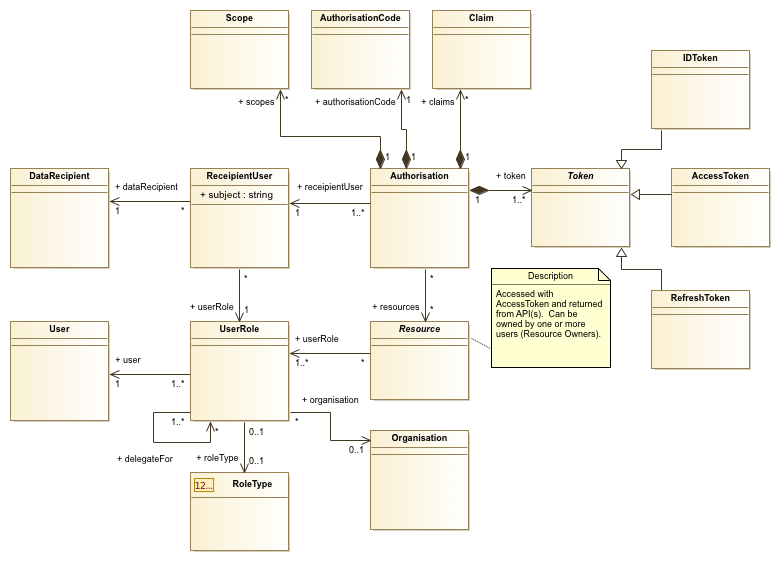 Scope
AuthorisationCode
Claim
IDToken
+ scopes
*
+ authorisationCode
1
+ claims
*
1
1
1
DataRecipient
+ dataRecipient
1
*
ReceipientUser
+ subject : string
+ receipientUser
1
1..*
Authorisation
+ token
1
1..*
Token
AccessToken
*
+ userRole
1
*
+ resources
*
Description
Accessed with
AccessToken and returned
from API(s). Can be
owned by one or more
users (Resource Owners).
RefreshToken
User
+ user
1
1..*
UserRole
+ userRole
1..*
*
Resource
1..*
*
+ delegateFor
0..1
+ roleType
0..1
+ organisation
*
0..1
Organisation
12...
RoleType